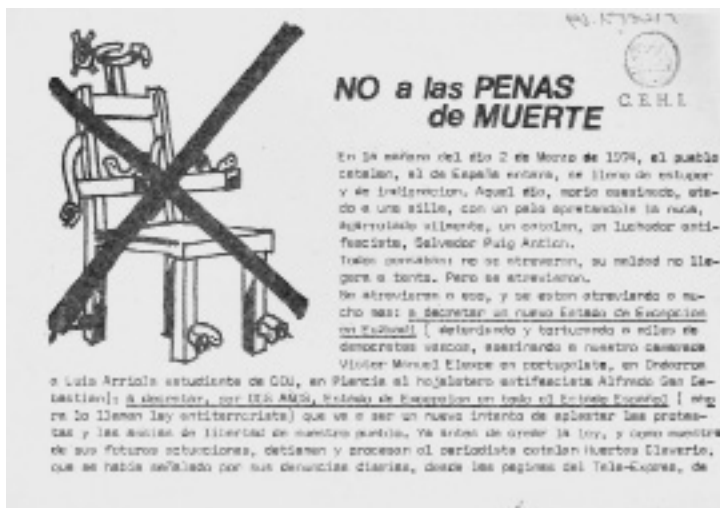 C. E. H. I.
NO a las PENAS
de MUERTE
En la mañana del dia 2 de Marzo de 1974, el pueblo
catalan, el de España entera, se lleno de estupor
y de indignacion. Aquel dia, morio asesinado, ata-
do a una silla, con un palo apretandole la nuca,
agarrotado vilmente, un catalan, un luchador anti-
fascista, Salvador Puig Antich.
Todos pensabamos: no se atreveran, su maldad no lle-
gara a tanto. Pero se atrevieron.
Se atrevieron a eso, y se estan atreviendo a mu-
cho mas: a decretar un nuevo Estado de Excepcion
en Euzkadi ( deteniendo y torturando a miles de
democratas vascos, asesinando a nuestro camarada
Victor Manuel Elexpe en portugalete, en Ondarroa
a Luis Arriola estudiante de COU, en Plencia al hojalatero antifascista Alfredo San Se-
bastian); a decretar, por DOS AÑOS, Estado de Excepcion en todo el Estado Español ( aho
ra lo llaman ley antiterrorista) que va a ser un nuevo intento de aplastar las protes-
tas y las ansias de libertad de nuestro pueblo. Ya antes de la ley, y como muestra
de sus futuras actuaciones, detienen y procesan al periodista catalan Huertas Claveria,
que se habia señalado por sus denuncias diarias, desde las paginas del Tele-Expres, de